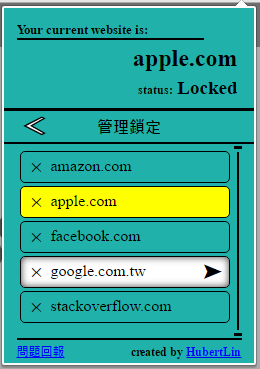 Your current website is:
apple.com
status: Locked
管理鎖定
amazon.com
apple.com
facebook.com
google.com.tw
stackoverflow.com
問題回報 created by HubertLin